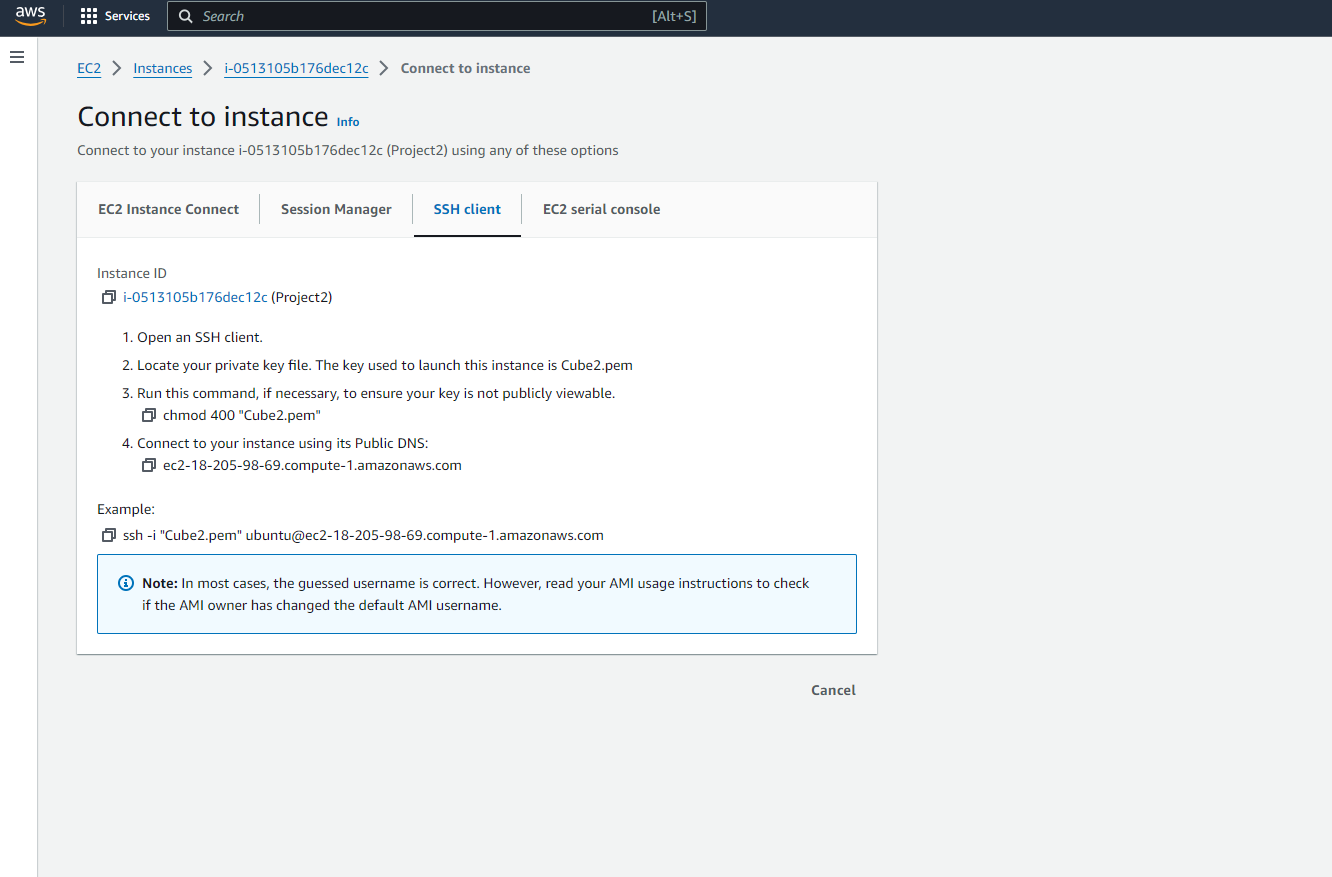 aws Services Search [Alt+S]
EC2 Instances i-0513105b176dec12c Connect to instance
Connect to instance Info
Connect to your instance i-0513105b176dec12c (Project2) using any of these options
EC2 Instance Connect Session Manager SSH client EC2 serial console
Instance ID
i-0513105b176dec12c (Project2)
1. Open an SSH client.
2. Locate your private key file. The key used to launch this instance is Cube2.pem
3. Run this command, if necessary, to ensure your key is not publicly viewable.
chmod 400 "Cube2.pem"
4. Connect to your instance using its Public DNS:
ec2-18-205-98-69.compute-1.amazonaws.com
Example:
ssh -i "Cube2.pem" ubuntu@ec2-18-205-98-69.compute-1.amazonaws.com
Note: In most cases, the guessed username is correct. However, read your AMI usage instructions to check
if the AMI owner has changed the default AMI username.
Cancel